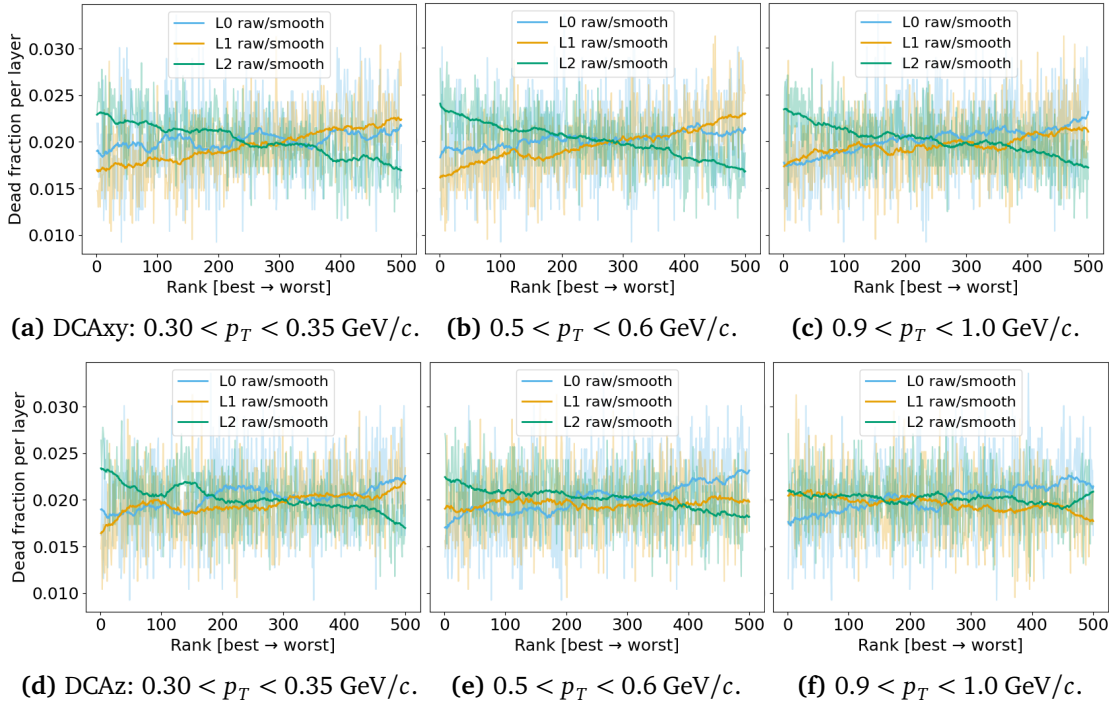 L0 raw/smooth
L1 raw/smooth
L2 raw/smooth
L0 raw/smooth
L1 raw/smooth
L2 raw/smooth
L0 raw/smooth
L1 raw/smooth
L2 raw/smooth
Dead fraction per layer
0.030
0.025
0.020
0.015
0.010
0 100 200 300 400 500
0 100 200 300 400 500
0 100 200 300 400 500
Rank [best → worst]
Rank [best → worst]
Rank [best → worst]
(a) DCAxy: 0.30 < p_T < 0.35 GeV/c.
(b) 0.5 < p_T < 0.6 GeV/c.
(c) 0.9 < p_T < 1.0 GeV/c.
L0 raw/smooth
L1 raw/smooth
L2 raw/smooth
L0 raw/smooth
L1 raw/smooth
L2 raw/smooth
L0 raw/smooth
L1 raw/smooth
L2 raw/smooth
Dead fraction per layer
0.030
0.025
0.020
0.015
0.010
0 100 200 300 400 500
0 100 200 300 400 500
0 100 200 300 400 500
Rank [best → worst]
Rank [best → worst]
Rank [best → worst]
(d) DCAz: 0.30 < p_T < 0.35 GeV/c.
(e) 0.5 < p_T < 0.6 GeV/c.
(f) 0.9 < p_T < 1.0 GeV/c.